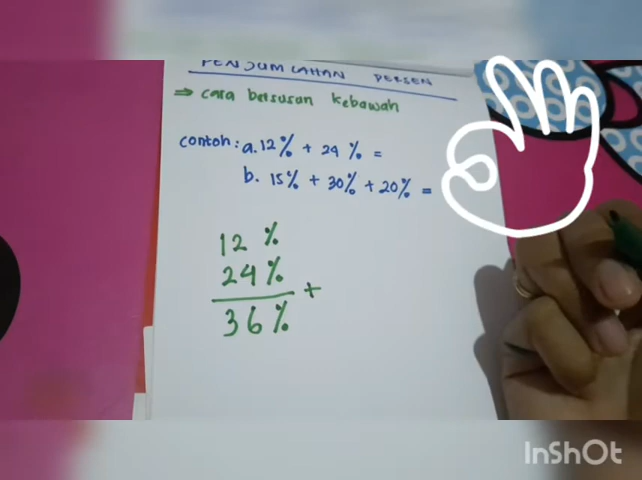 PENJUMLAHAN PERSEN
⇒ cara bersusun kebawah
contoh: a. 12% + 24% =
b. 15% + 30% + 20% =
12 %
24% +
36%
InShOt